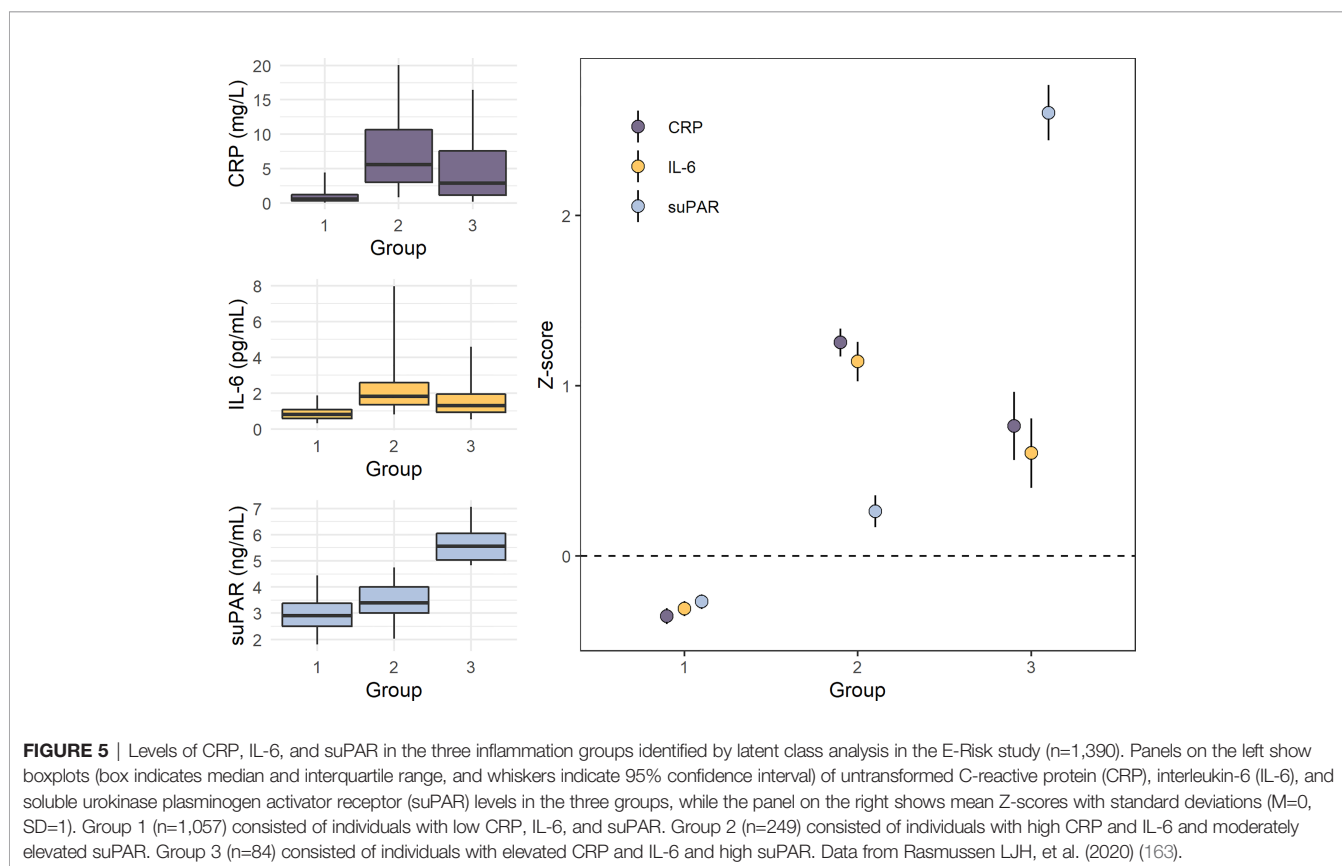 20
15
10
5
0
CRP (mg/L)
1 2 3
Group
8
6
4
2
0
IL-6 (pg/mL)
1 2 3
Group
7
6
5
4
3
2
suPAR (ng/mL)
1 2 3
Group
CRP
IL-6
suPAR
2
1
0
Z-score
1 2 3
Group
FIGURE 5 | Levels of CRP, IL-6, and suPAR in the three inflammation groups identified by latent class analysis in the E-Risk study (n=1,390). Panels on the left show
boxplots (box indicates median and interquartile range, and whiskers indicate 95% confidence interval) of untransformed C-reactive protein (CRP), interleukin-6 (IL-6), and
soluble urokinase plasminogen activator receptor (suPAR) levels in the three groups, while the panel on the right shows mean Z-scores with standard deviations (M=0,
SD=1). Group 1 (n=1,057) consisted of individuals with low CRP, IL-6, and suPAR. Group 2 (n=249) consisted of individuals with high CRP and IL-6 and moderately
elevated suPAR. Group 3 (n=84) consisted of individuals with elevated CRP and IL-6 and high suPAR. Data from Rasmussen LJH, et al. (2020) (163).